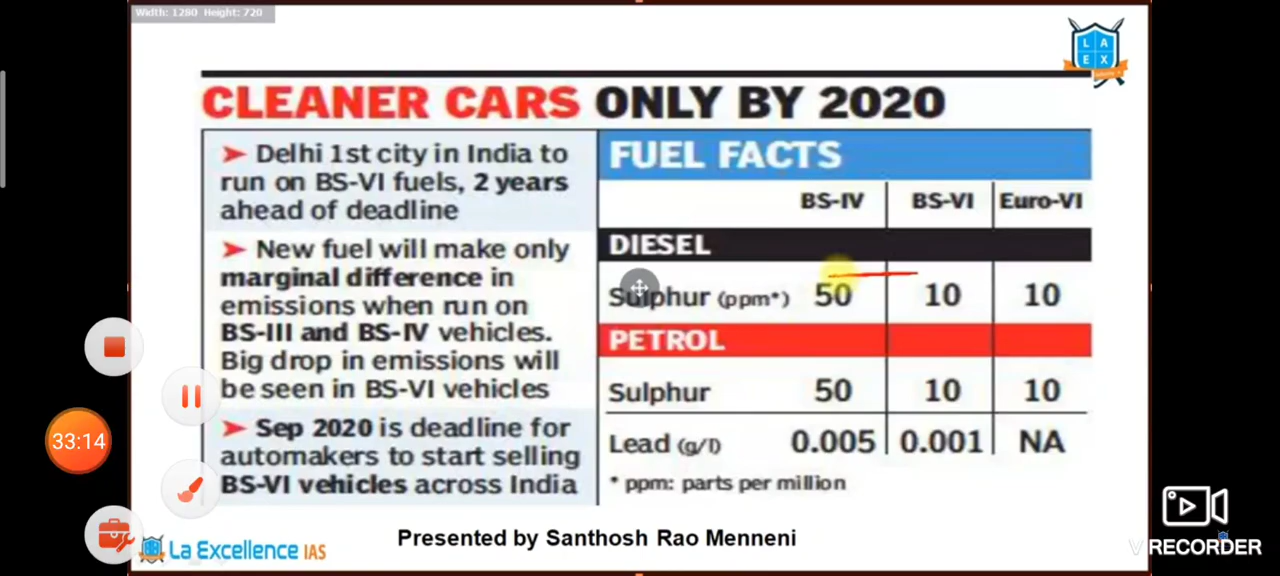 Width: 1280 Height: 720
L A
E X
CLEANER CARS ONLY BY 2020
➤ Delhi 1st city in India to
run on BS-VI fuels, 2 years
ahead of deadline
➤ New fuel will make only
marginal difference in
emissions when run on
BS-III and BS-IV vehicles.
Big drop in emissions will
be seen in BS-VI vehicles
➤ Sep 2020 is deadline for
automakers to start selling
BS-VI vehicles across India
FUEL FACTS
BS-IV BS-VI Euro-VI
DIESEL
Sulphur (ppm*) 50 10 10
PETROL
Sulphur 50 10 10
Lead (g/l) 0.005 0.001 NA
* ppm: parts per million
33:14
La Excellence IAS
Presented by Santhosh Rao Menneni
V RECORDER